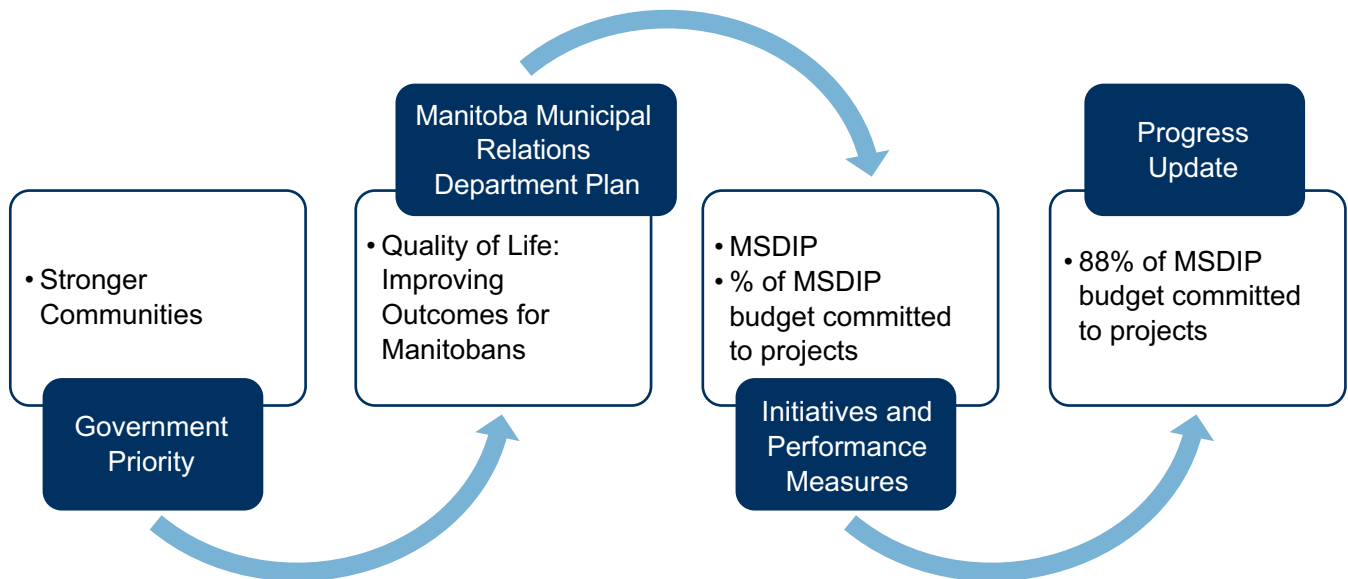 • Stronger
Communities
Government
Priority
Manitoba Municipal
Relations
Department Plan
• Quality of Life:
Improving
Outcomes for
Manitobans
• MSDIP
• % of MSDIP
budget committed
to projects
Initiatives and
Performance
Measures
Progress
Update
• 88% of MSDIP
budget committed
to projects